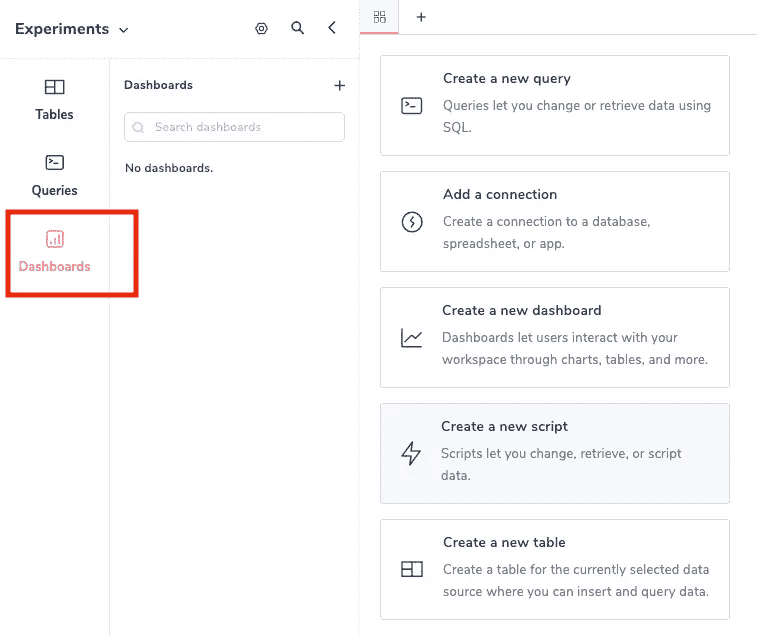 Experiments
Tables
Queries
Dashboards
Dashboards
Search dashboards
No dashboards.
Create a new query
Queries let you change or retrieve data using
SQL.
Add a connection
Create a connection to a database,
spreadsheet, or app.
Create a new dashboard
Dashboards let users interact with your
workspace through charts, tables, and more.
Create a new script
Scripts let you change, retrieve, or script
data.
Create a new table
Create a table for the currently selected data
source where you can insert and query data.